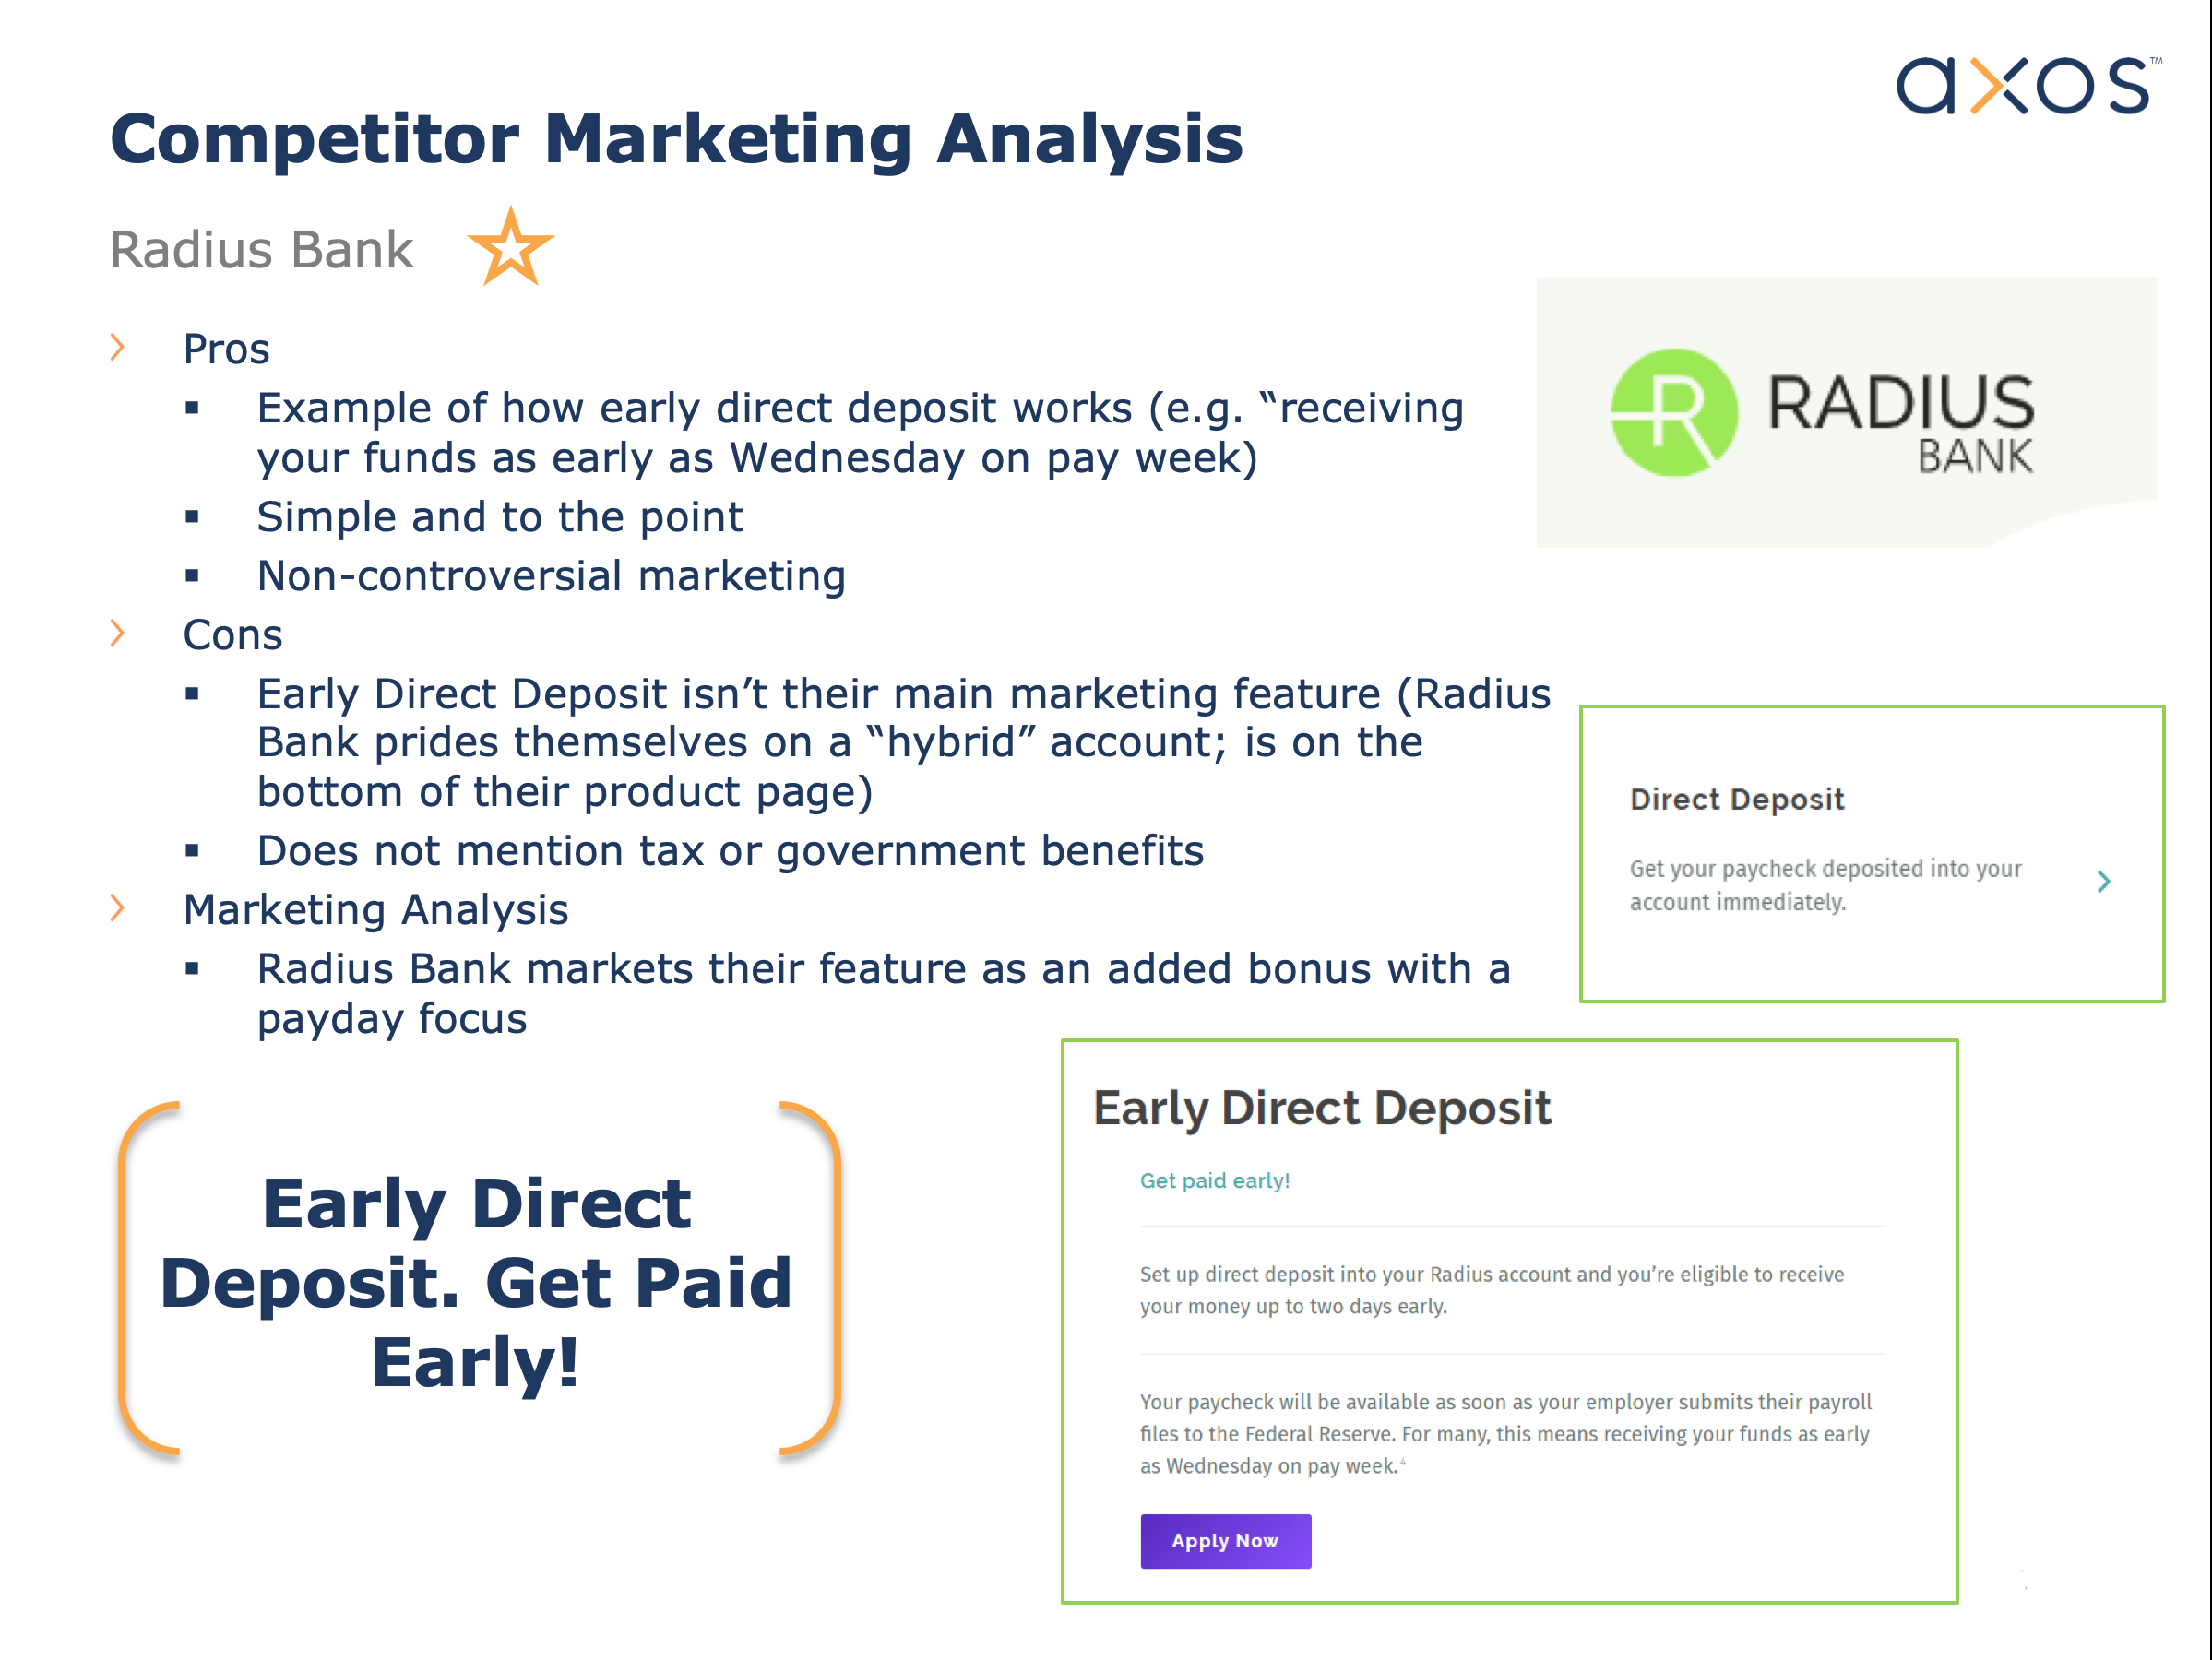 axos™
Competitor Marketing Analysis
Radius Bank
Pros
Example of how early direct deposit works (e.g. “receiving
your funds as early as Wednesday on pay week)
Simple and to the point
Non-controversial marketing
Cons
Early Direct Deposit isn’t their main marketing feature (Radius
Bank prides themselves on a “hybrid” account; is on the
bottom of their product page)
Does not mention tax or government benefits
Marketing Analysis
Radius Bank markets their feature as an added bonus with a
payday focus
Early Direct
Deposit. Get Paid
Early!
R RADIUS
BANK
Direct Deposit
Get your paycheck deposited into your
account immediately.
Early Direct Deposit
Get paid early!
Set up direct deposit into your Radius account and you’re eligible to receive
your money up to two days early.
Your paycheck will be available as soon as your employer submits their payroll
files to the Federal Reserve. For many, this means receiving your funds as early
as Wednesday on pay week.⁴
Apply Now